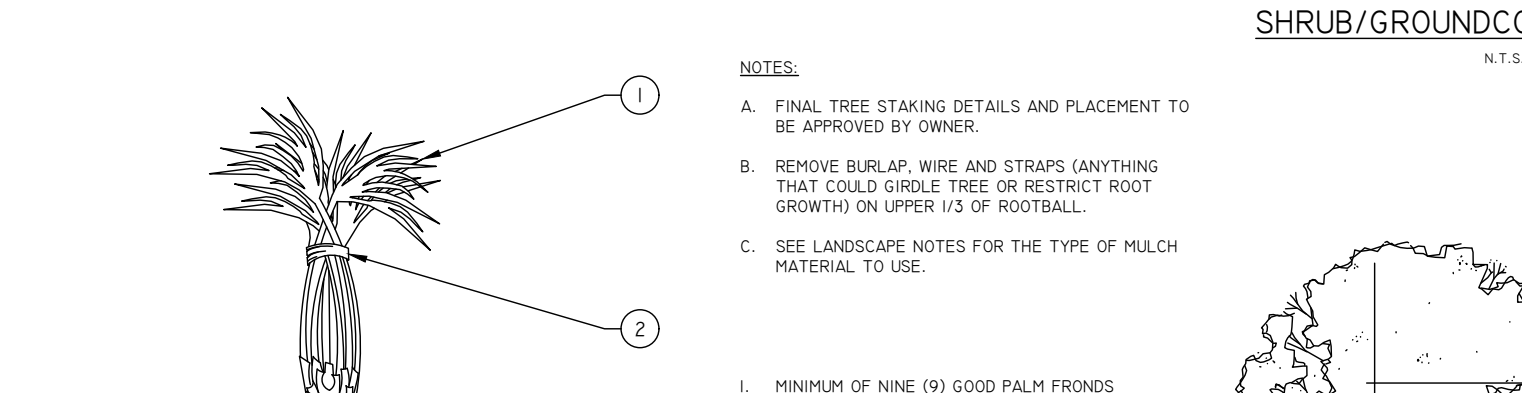 SHRUB/GROUNDCO
N.T.S.
NOTES:
A. FINAL TREE STAKING DETAILS AND PLACEMENT TO
BE APPROVED BY OWNER.
B. REMOVE BURLAP, WIRE AND STRAPS (ANYTHING
THAT COULD GIRDLE TREE OR RESTRICT ROOT
GROWTH) ON UPPER 1/3 OF ROOTBALL.
C. SEE LANDSCAPE NOTES FOR THE TYPE OF MULCH
MATERIAL TO USE.
1. MINIMUM OF NINE (9) GOOD PALM FRONDS
1
2